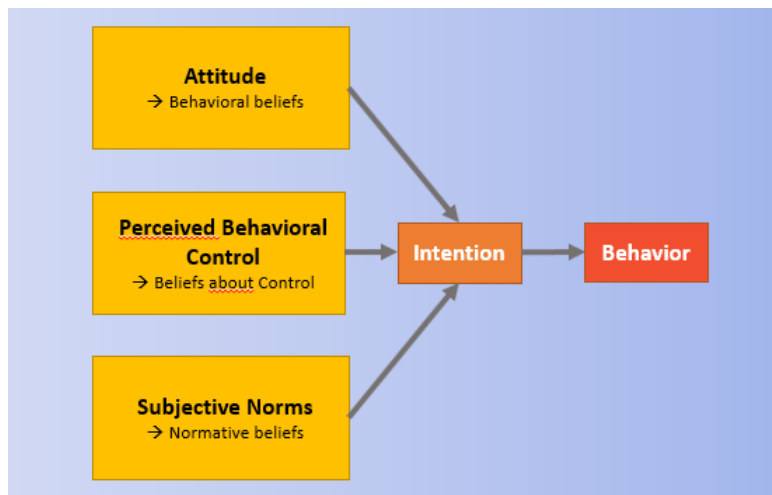 Attitude
→ Behavioral beliefs
Perceived Behavioral
Control
→ Beliefs about Control
Subjective Norms
→ Normative beliefs
Intention
Behavior